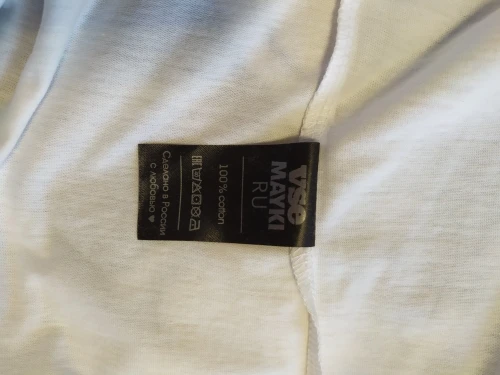 Vse
MAYKI
RU
100% cotton
Сделано в России
с любовью